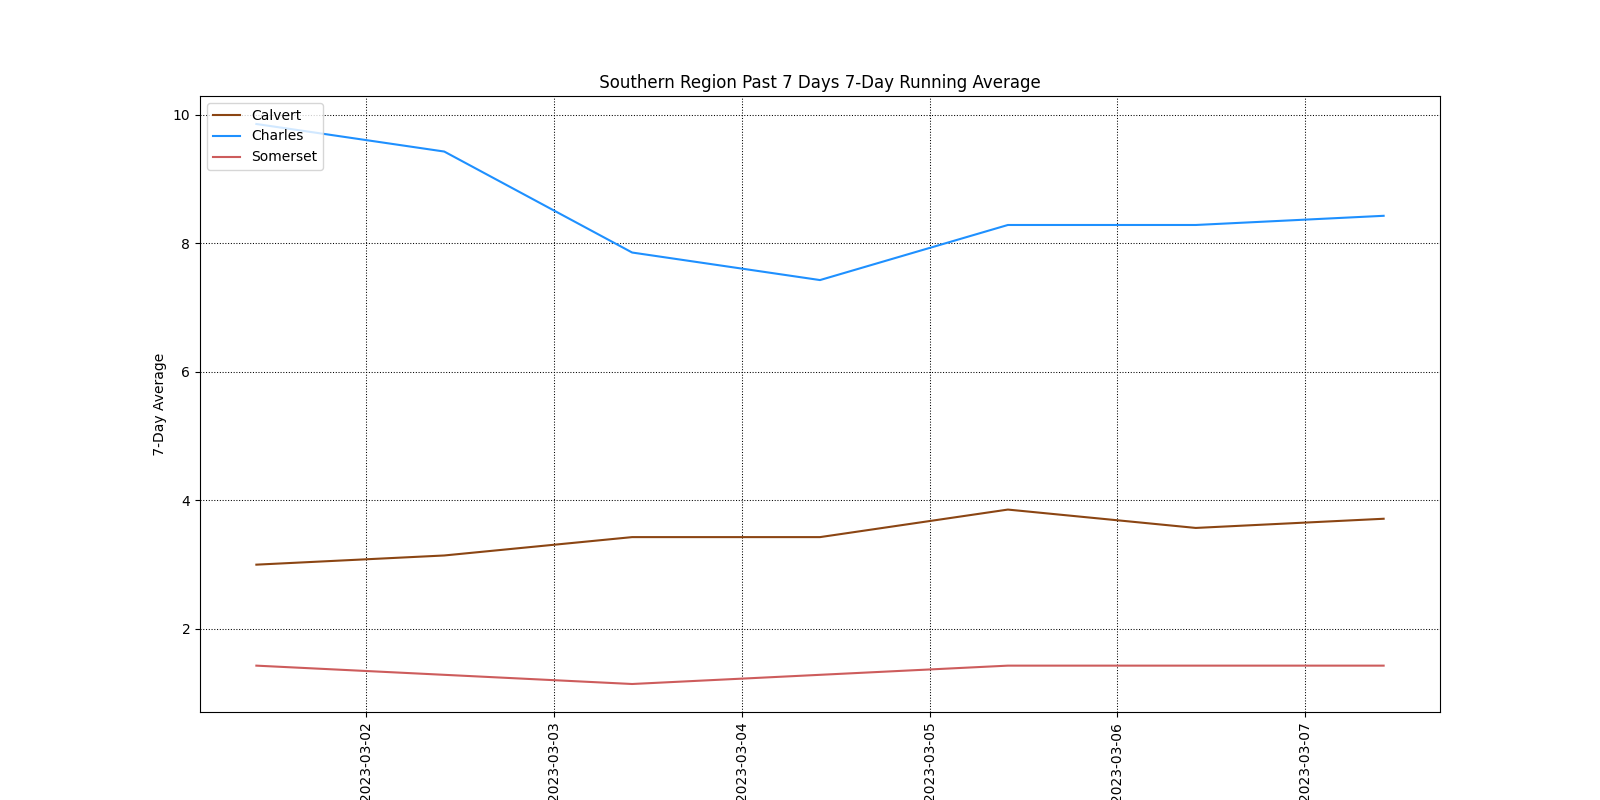 Southern Region Past 7 Days 7-Day Running Average
Calvert
Charles
Somerset
7-Day Average
10
8
6
4
2
2023-03-02
2023-03-03
2023-03-04
2023-03-05
2023-03-06
2023-03-07